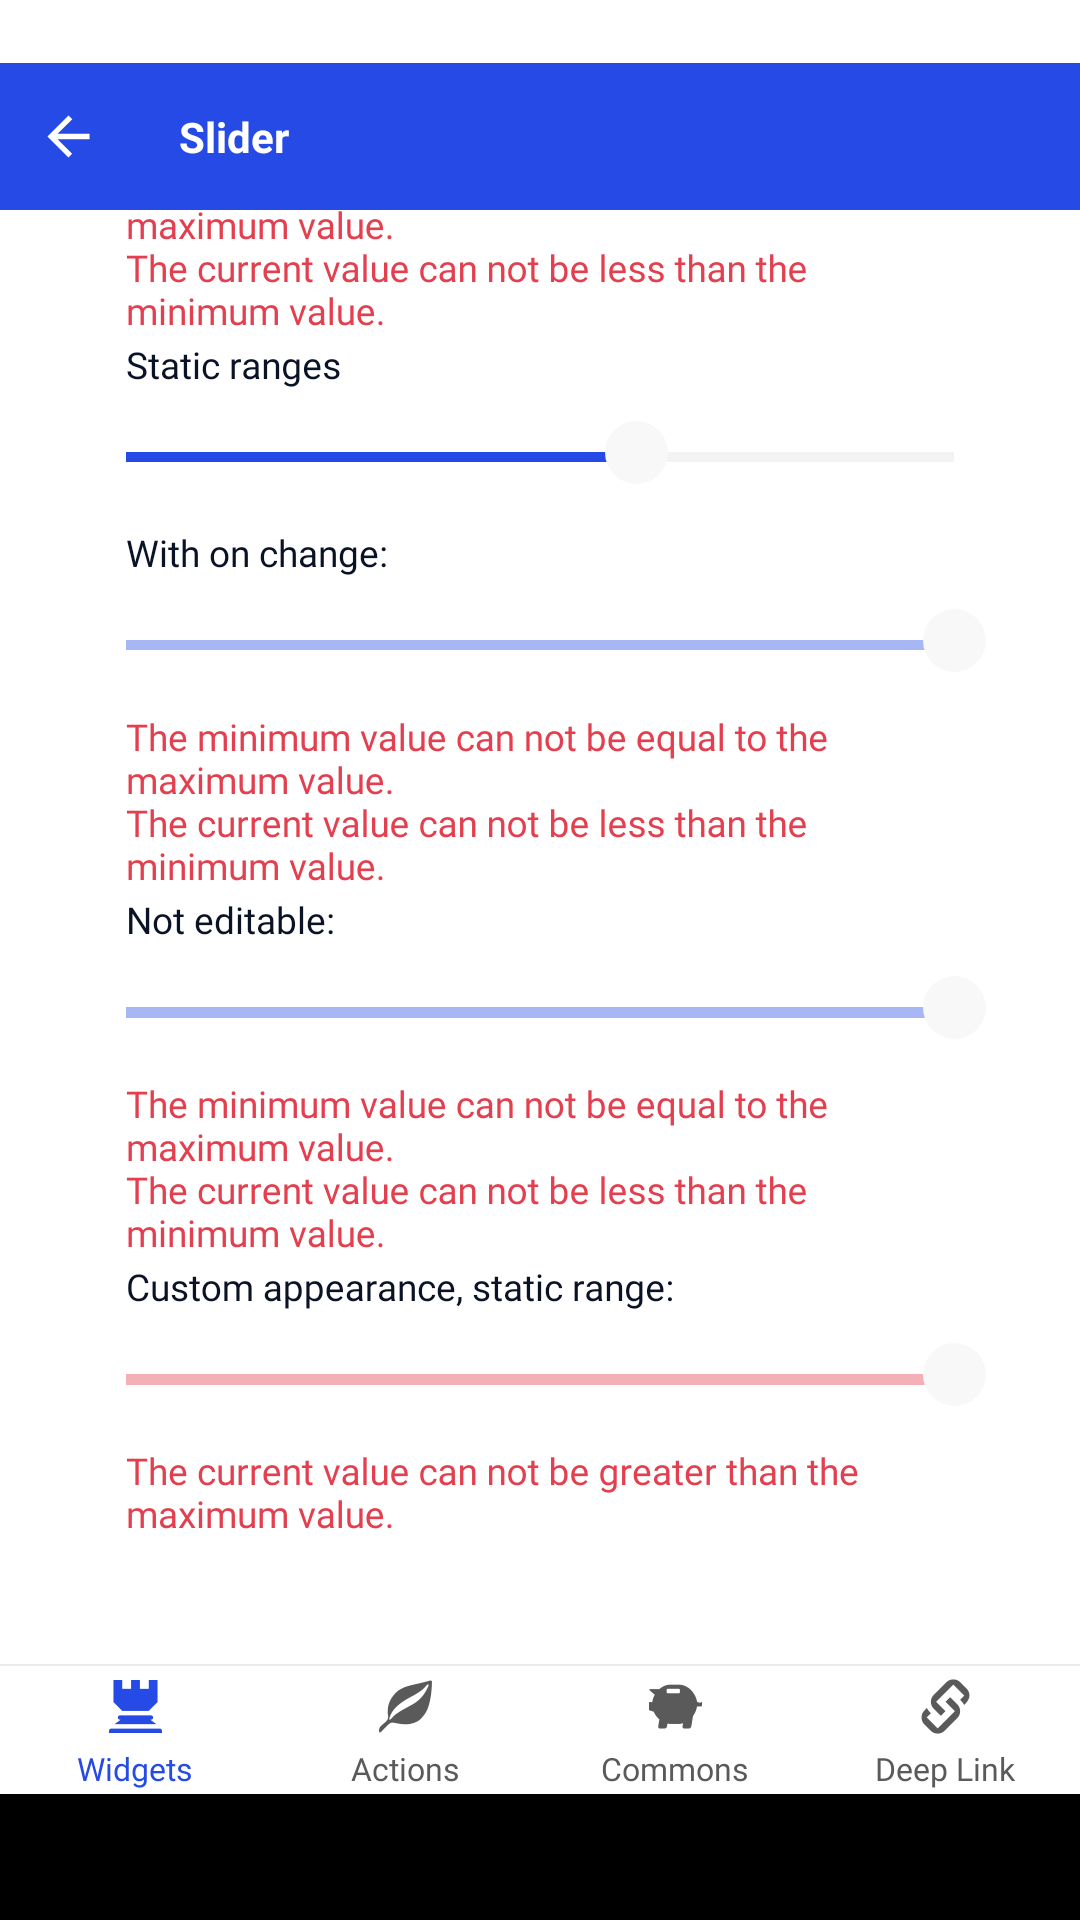 Slider
maximum value.
The current value can not be less than the
minimum value.
Static ranges
With on change:
The minimum value can not be equal to the
maximum value.
The current value can not be less than the
minimum value.
Not editable:
The minimum value can not be equal to the
maximum value.
The current value can not be less than the
minimum value.
Custom appearance, static range:
The current value can not be greater than the
maximum value.
Widgets
Actions
Commons
Deep Link